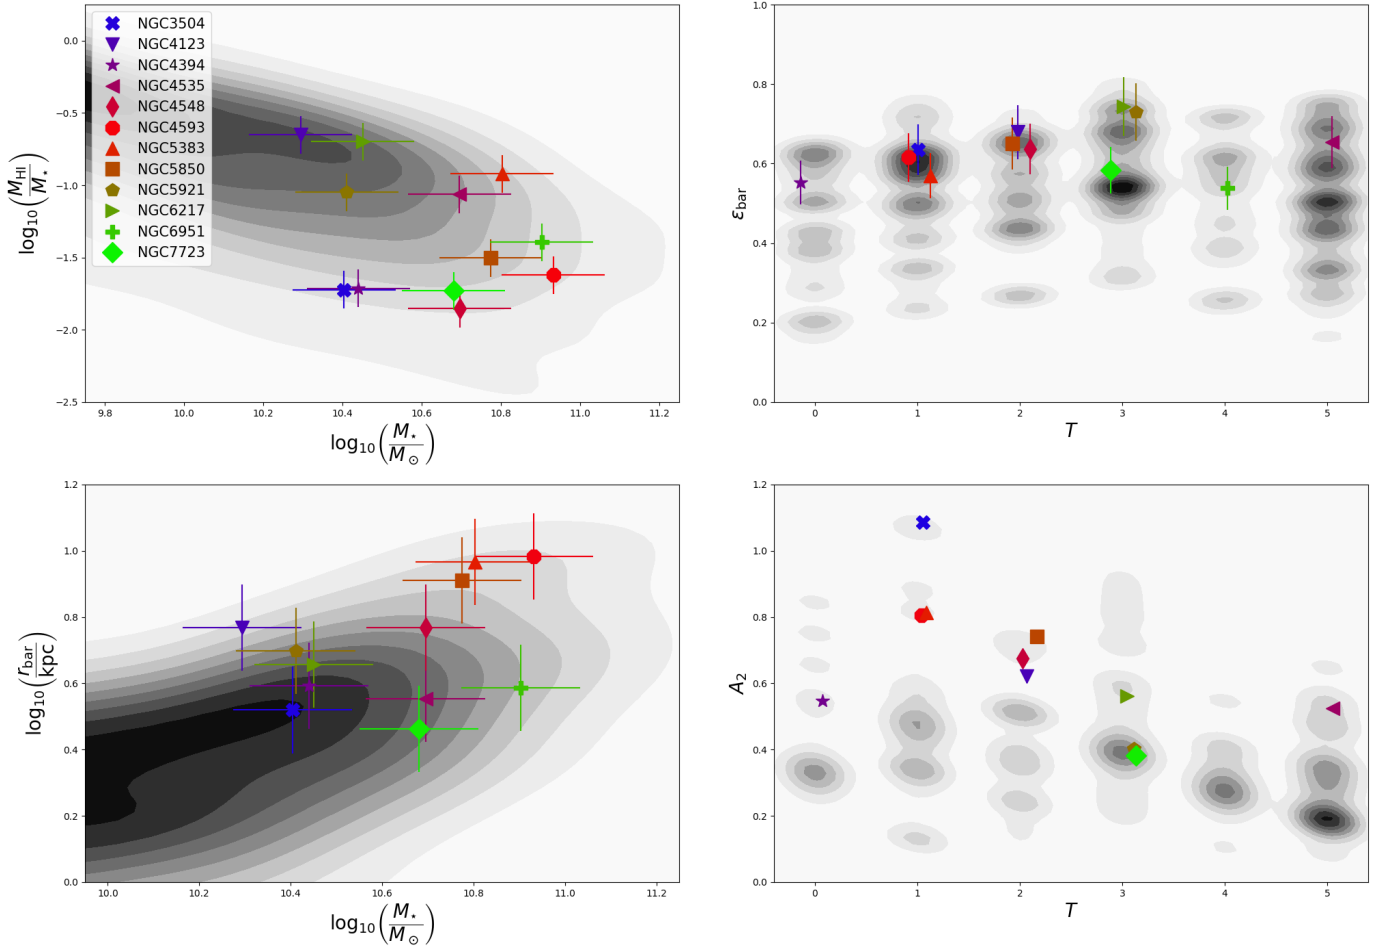 0.0
−0.5
−1.0
−1.5
−2.0
−2.5
log₁₀(M_HI/M⋆)
NGC3504
NGC4123
NGC4394
NGC4535
NGC4548
NGC4593
NGC5383
NGC5850
NGC5921
NGC6217
NGC6951
NGC7723
9.8 10.0 10.2 10.4 10.6 10.8 11.0 11.2
log₁₀(M⋆/M⊙)
1.0
0.8
0.6
0.4
0.2
0.0
ε_bar
0 1 2 3 4 5
T
1.2
1.0
0.8
0.6
0.4
0.2
0.0
log₁₀(r_bar/kpc)
10.0 10.2 10.4 10.6 10.8 11.0 11.2
log₁₀(M⋆/M⊙)
1.2
1.0
0.8
0.6
0.4
0.2
0.0
A₂
0 1 2 3 4 5
T